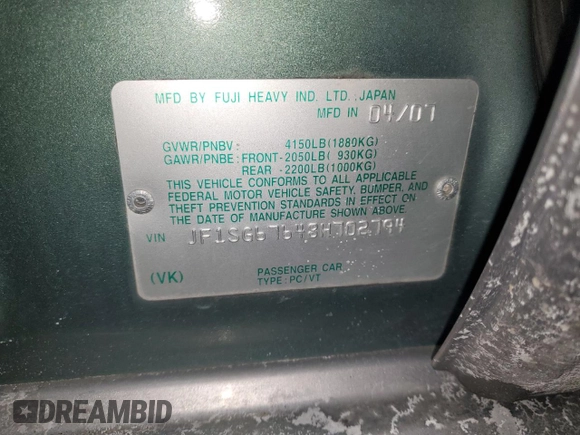 MFD BY FUJI HEAVY IND. LTD. JAPAN
MFD IN 04/07
GVWR/PNBV: 4150LB(1880KG)
GAWR/PNBE: FRONT-2050LB( 930KG)
REAR -2200LB(1000KG)
THIS VEHICLE CONFORMS TO ALL APPLICABLE
FEDERAL MOTOR VEHICLE SAFETY, BUMPER, AND
THEFT PREVENTION STANDARDS IN EFFECT ON
THE DATE OF MANUFACTURE SHOWN ABOVE.
VIN JF1SG67643H702794
(VK) PASSENGER CAR
TYPE: PC/VT
DREAMBID